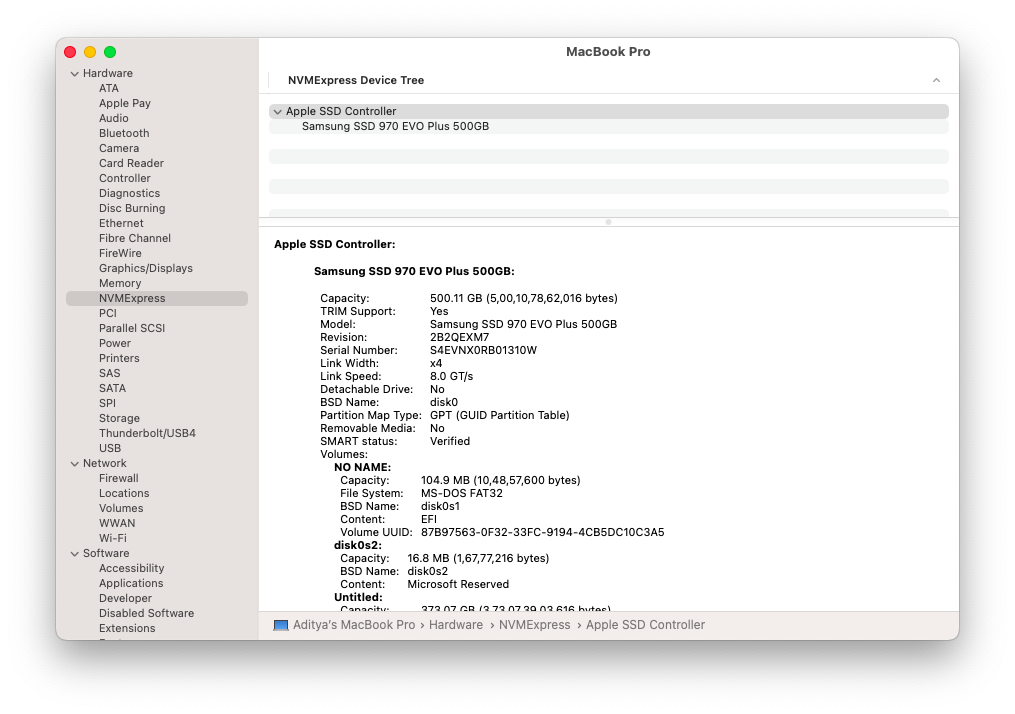 MacBook Pro
Hardware
ATA
Apple Pay
Audio
Bluetooth
Camera
Card Reader
Controller
Diagnostics
Disc Burning
Ethernet
Fibre Channel
FireWire
Graphics/Displays
Memory
NVMExpress
PCI
Parallel SCSI
Power
Printers
SAS
SATA
SPI
Storage
Thunderbolt/USB4
USB
Network
Firewall
Locations
Volumes
WWAN
Wi-Fi
Software
Accessibility
Applications
Developer
Disabled Software
Extensions
NVMExpress Device Tree
Apple SSD Controller
Samsung SSD 970 EVO Plus 500GB
Apple SSD Controller:
Samsung SSD 970 EVO Plus 500GB:
Capacity: 500.11 GB (5,00,10,78,62,016 bytes)
TRIM Support: Yes
Model: Samsung SSD 970 EVO Plus 500GB
Revision: 2B2QEXM7
Serial Number: S4EVNX0RB01310W
Link Width: x4
Link Speed: 8.0 GT/s
Detachable Drive: No
BSD Name: disk0
Partition Map Type: GPT (GUID Partition Table)
Removable Media: No
SMART status: Verified
Volumes:
NO NAME:
Capacity: 104.9 MB (10,48,57,600 bytes)
File System: MS-DOS FAT32
BSD Name: disk0s1
Content: EFI
Volume UUID: 87B97563-0F32-33FC-9194-4CB5DC10C3A5
disk0s2:
Capacity: 16.8 MB (1,67,77,216 bytes)
BSD Name: disk0s2
Content: Microsoft Reserved
Untitled:
Capacity: 373.07 GB (3,73,07,39,03,616 bytes)
Aditya's MacBook Pro › Hardware › NVMExpress › Apple SSD Controller